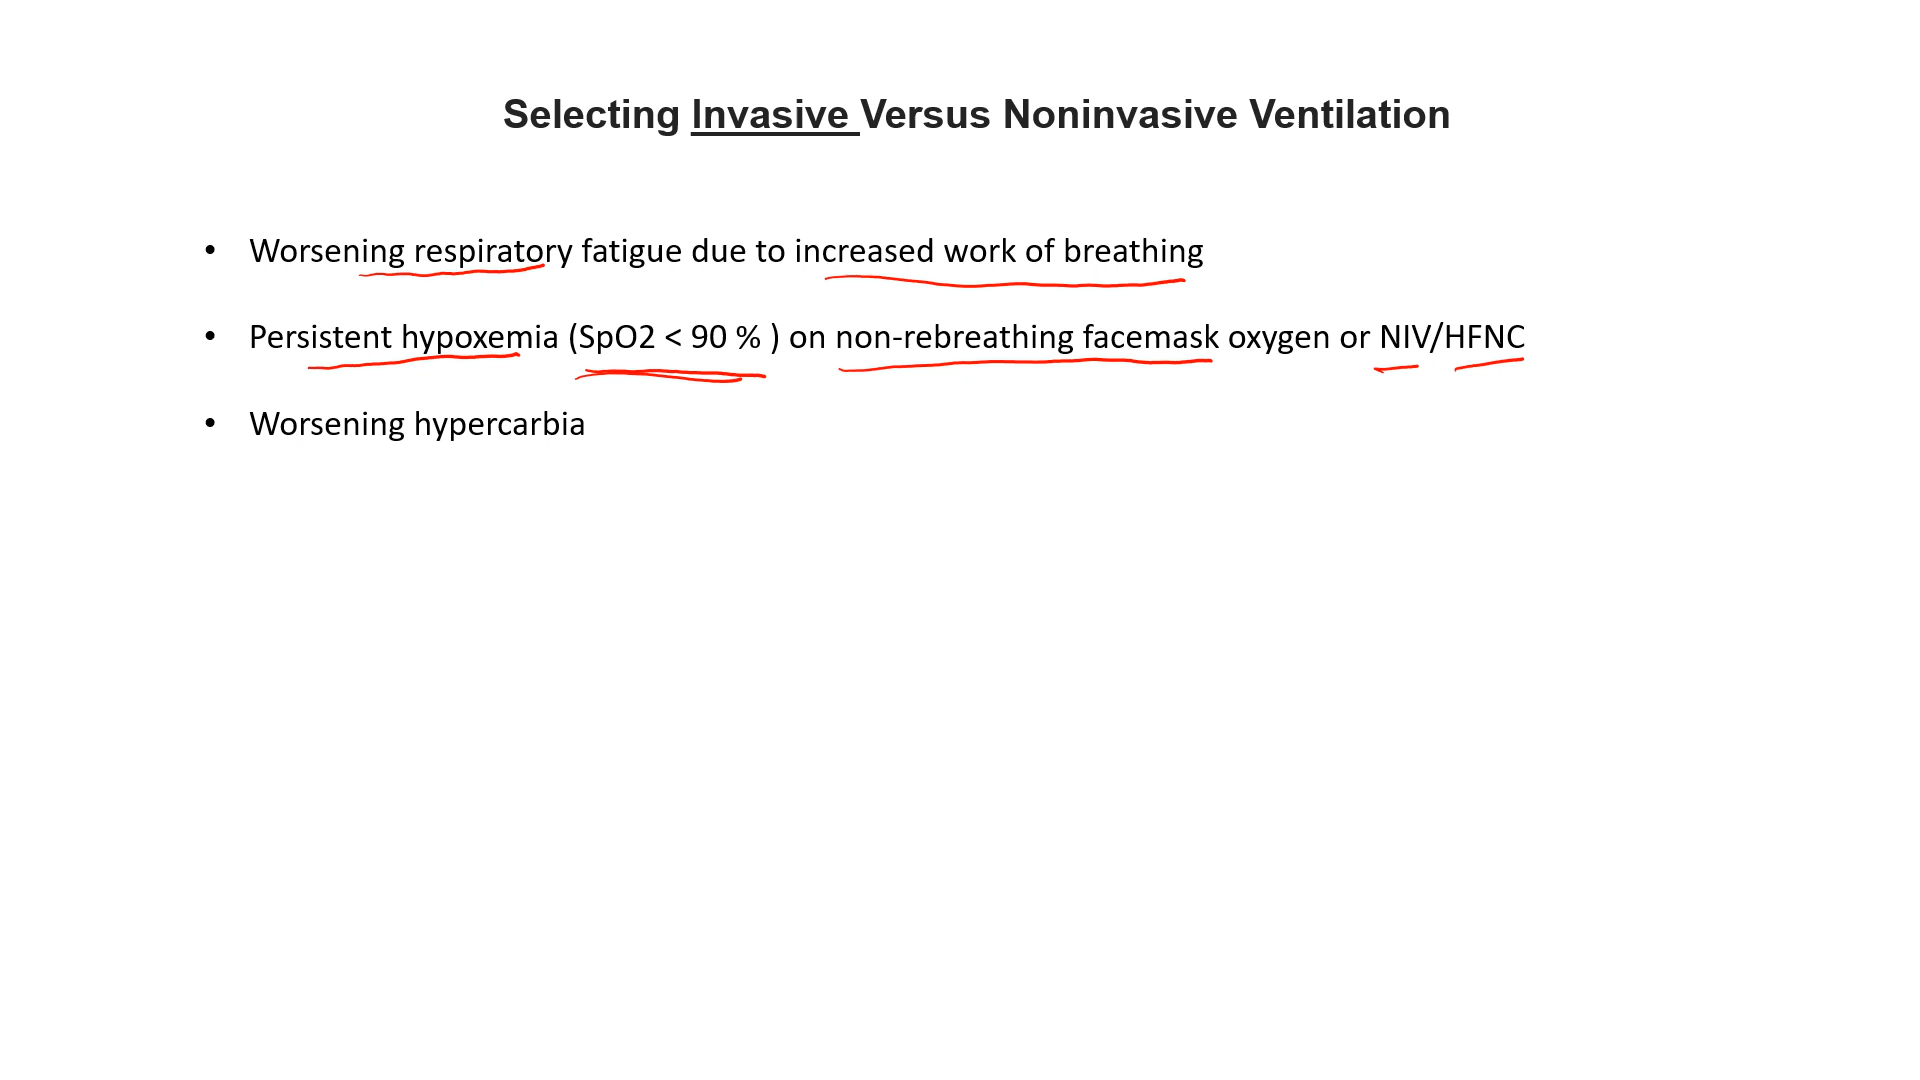 Selecting Invasive Versus Noninvasive Ventilation
• Worsening respiratory fatigue due to increased work of breathing
• Persistent hypoxemia (SpO2 < 90 % ) on non-rebreathing facemask oxygen or NIV/HFNC
• Worsening hypercarbia